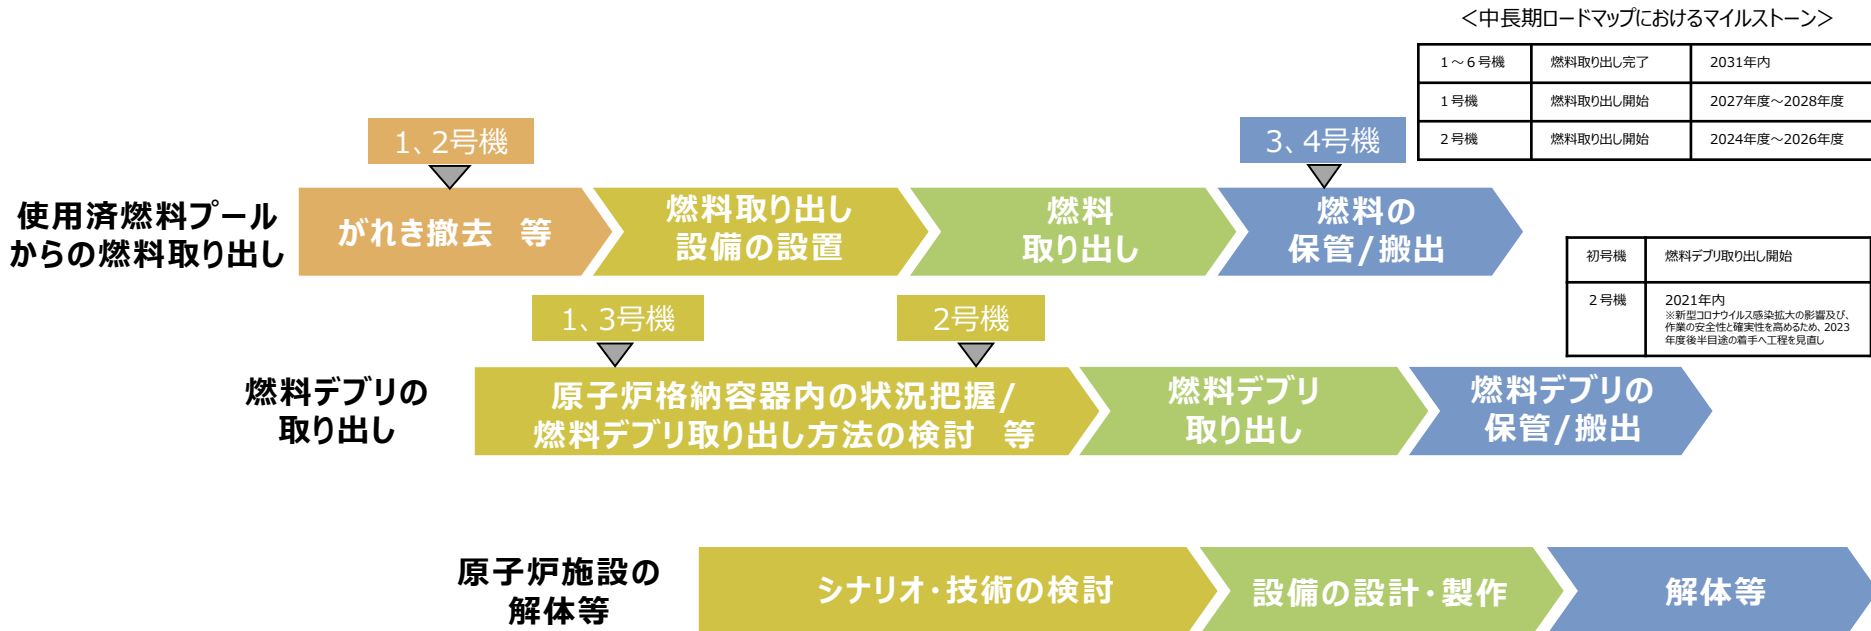 ＜中長期ロードマップにおけるマイルストーン＞
1～6号機 燃料取り出し完了 2031年内
1号機 燃料取り出し開始 2027年度～2028年度
2号機 燃料取り出し開始 2024年度～2026年度
1、2号機
3、4号機
使用済燃料プール
からの燃料取り出し
がれき撤去　等
燃料取り出し
設備の設置
燃料
取り出し
燃料の
保管/搬出
初号機 燃料デブリ取り出し開始
2号機 2021年内
※新型コロナウイルス感染拡大の影響及び、
作業の安全性と確実性を高めるため、2023
年度後半目途の着手へ工程を見直し
1、3号機
2号機
燃料デブリの
取り出し
原子炉格納容器内の状況把握/
燃料デブリ取り出し方法の検討　等
燃料デブリ
取り出し
燃料デブリの
保管/搬出
原子炉施設の
解体等
シナリオ・技術の検討
設備の設計・製作
解体等